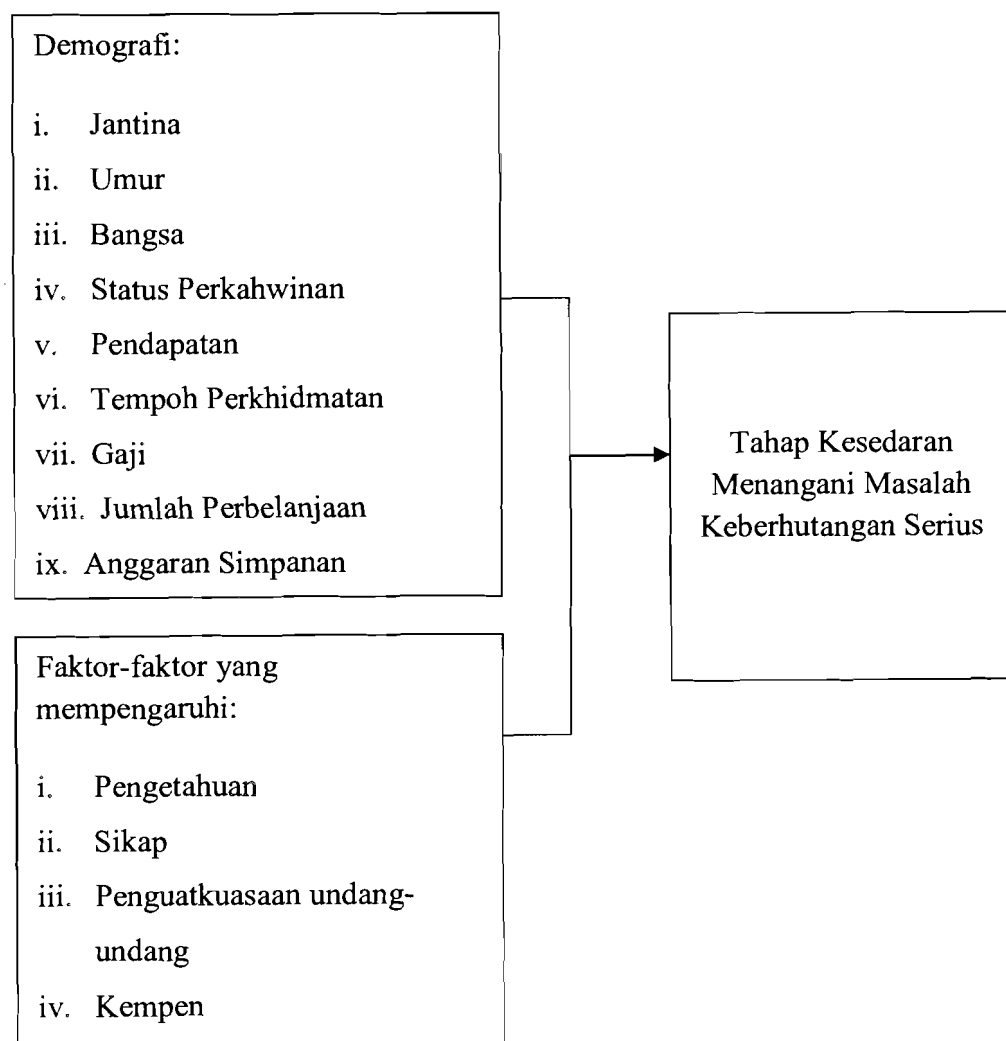 Demografi:
i. Jantina
ii. Umur
iii. Bangsa
iv. Status Perkahwinan
v. Pendapatan
vi. Tempoh Perkhidmatan
vii. Gaji
viii. Jumlah Perbelanjaan
ix. Anggaran Simpanan
Faktor-faktor yang
mempengaruhi:
i. Pengetahuan
ii. Sikap
iii. Penguatkuasaan undang-
undang
iv. Kempen
Tahap Kesedaran
Menangani Masalah
Keberhutangan Serius